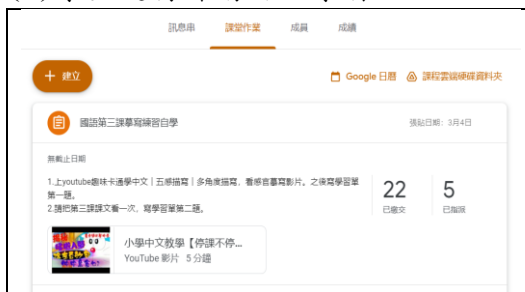 訊息串 課堂作業 成員 成績
+ 建立
Google 日曆 課程雲端硬碟資料夾
國語第三課摹寫練習自學 張貼日期：3月4日
無截止日期
1.上youtube趣味卡通學中文｜五感描寫｜多角度描寫，看感官摹寫影片。之後寫學習單
第一題。
2.請把第三課課文看一次，寫學習單第二題。
22 5
已繳交 已指派
小學中文教學【停課不停...
YouTube 影片 5 分鐘